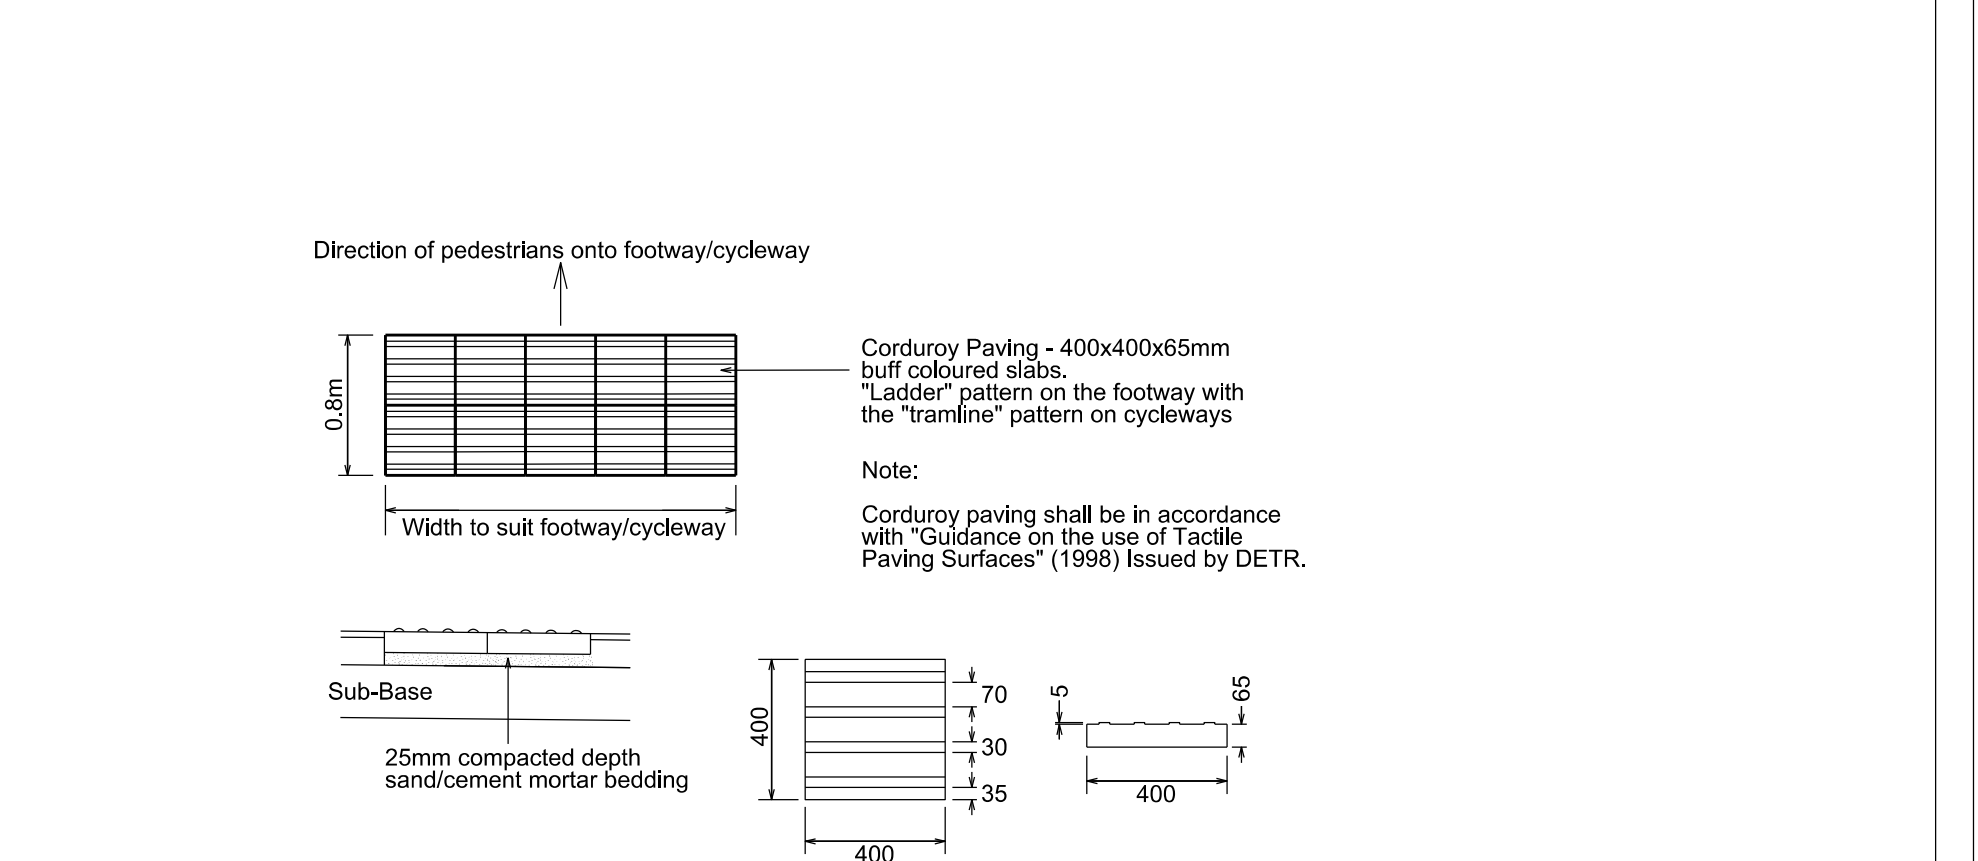 Direction of pedestrians onto footway/cycleway
0.8m
Corduroy Paving - 400x400x65mm
buff coloured slabs.
"Ladder" pattern on the footway with
the "tramline" pattern on cycleways
Width to suit footway/cycleway
Note:
Corduroy paving shall be in accordance
with "Guidance on the use of Tactile
Paving Surfaces" (1998) Issued by DETR.
Sub-Base
25mm compacted depth
sand/cement mortar bedding
400
70
30
35
400
5
65
400